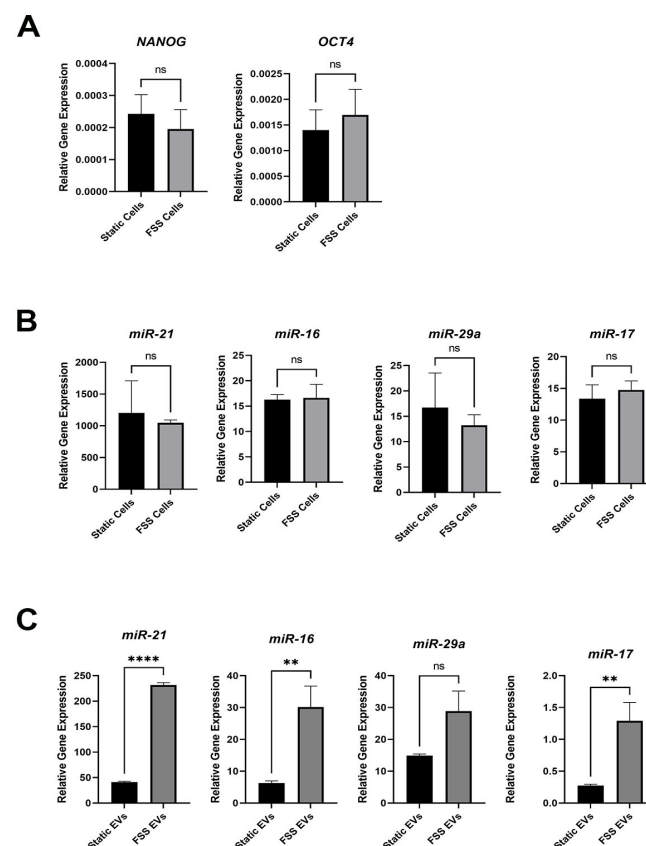 A
NANOG
OCT4
Relative Gene Expression
0.0004
0.0003
0.0002
0.0001
0.0000
ns
Static Cells
FSS Cells
Relative Gene Expression
0.0025
0.0020
0.0015
0.0010
0.0005
0.0000
ns
Static Cells
FSS Cells
B
miR-21
miR-16
miR-29a
miR-17
Relative Gene Expression
2000
1500
1000
500
0
ns
Static Cells
FSS Cells
Relative Gene Expression
25
20
15
10
5
0
ns
Static Cells
FSS Cells
Relative Gene Expression
25
20
15
10
5
0
ns
Static Cells
FSS Cells
Relative Gene Expression
20
15
10
5
0
ns
Static Cells
FSS Cells
C
miR-21
miR-16
miR-29a
miR-17
Relative Gene Expression
250
200
150
100
50
0
****
Static EVs
FSS EVs
Relative Gene Expression
40
30
20
10
0
**
Static EVs
FSS EVs
Relative Gene Expression
40
30
20
10
0
ns
Static EVs
FSS EVs
Relative Gene Expression
2.0
1.5
1.0
0.5
0.0
**
Static EVs
FSS EVs